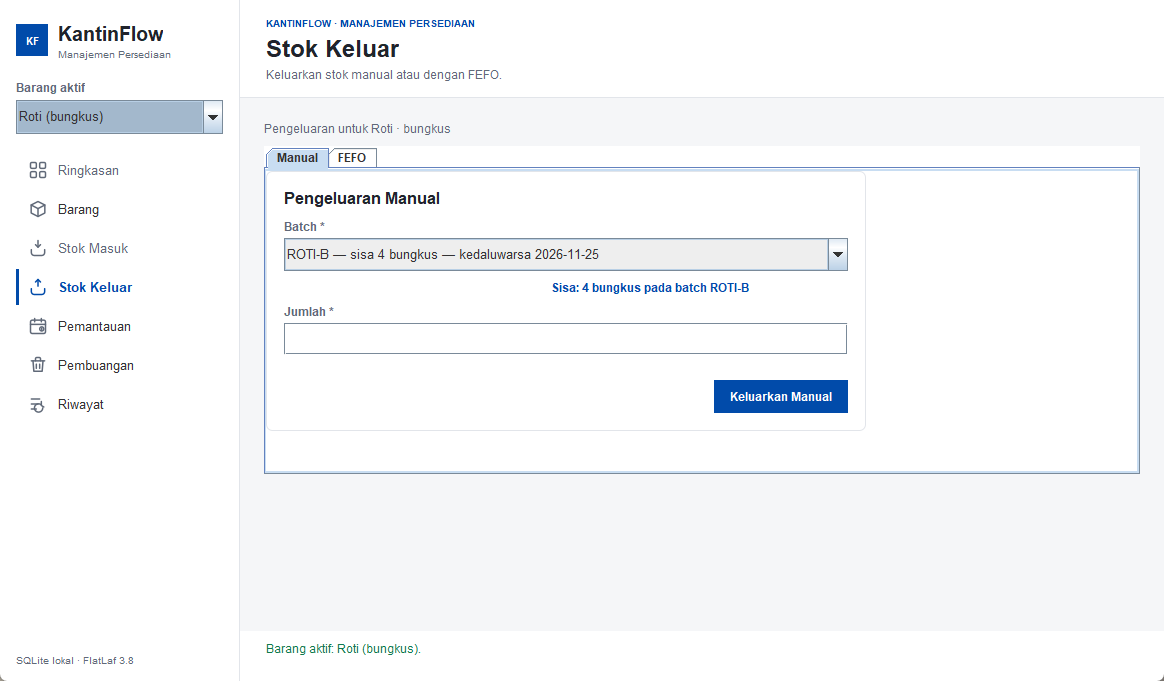 KF
KantinFlow
Manajemen Persediaan
Barang aktif
Roti (bungkus)
Ringkasan
Barang
Stok Masuk
Stok Keluar
Pemantauan
Pembuangan
Riwayat
SQLite lokal · FlatLaf 3.8
KANTINFLOW · MANAJEMEN PERSEDIAAN
Stok Keluar
Keluarkan stok manual atau dengan FEFO.
Pengeluaran untuk Roti · bungkus
Manual FEFO
Pengeluaran Manual
Batch *
ROTI-B — sisa 4 bungkus — kedaluwarsa 2026-11-25
Sisa: 4 bungkus pada batch ROTI-B
Jumlah *
Keluarkan Manual
Barang aktif: Roti (bungkus).